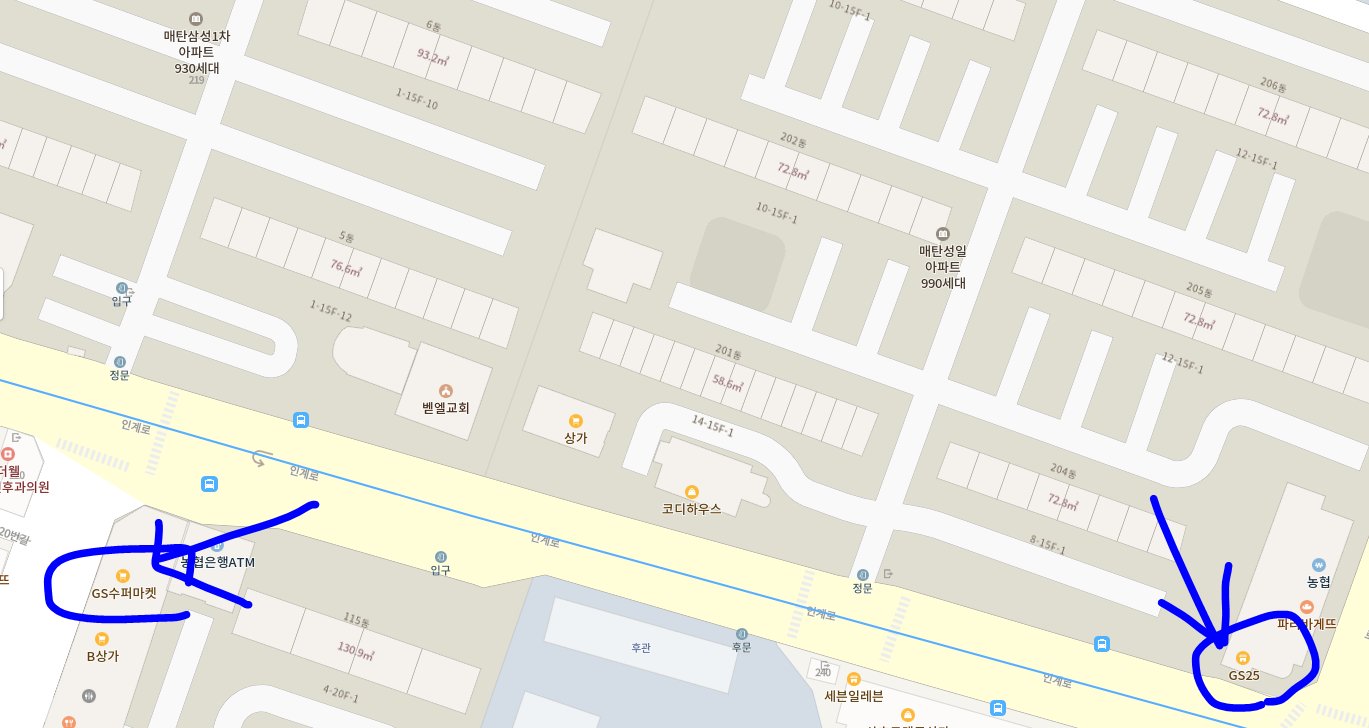 매탄삼성1차
아파트
930세대
219
6동
93.2㎡
1-15F-10
10-15F-1
206동
72.8㎡
12-15F-1
202동
72.8㎡
10-15F-1
매탄성일
아파트
990세대
5동
76.6㎡
1-15F-12
입구
정문
205동
72.8㎡
12-15F-1
201동
58.6㎡
14-15F-1
벧엘교회
상가
코디하우스
인계로
인계로
인계로
204동
72.8㎡
8-15F-1
농협
파리바게뜨
GS25
더웰
20번길
농협은행ATM
GS수퍼마켓
B상가
입구
115동
130.9㎡
4-20F-1
후관
후문
정문
인계로
인계로
240
세븐일레븐